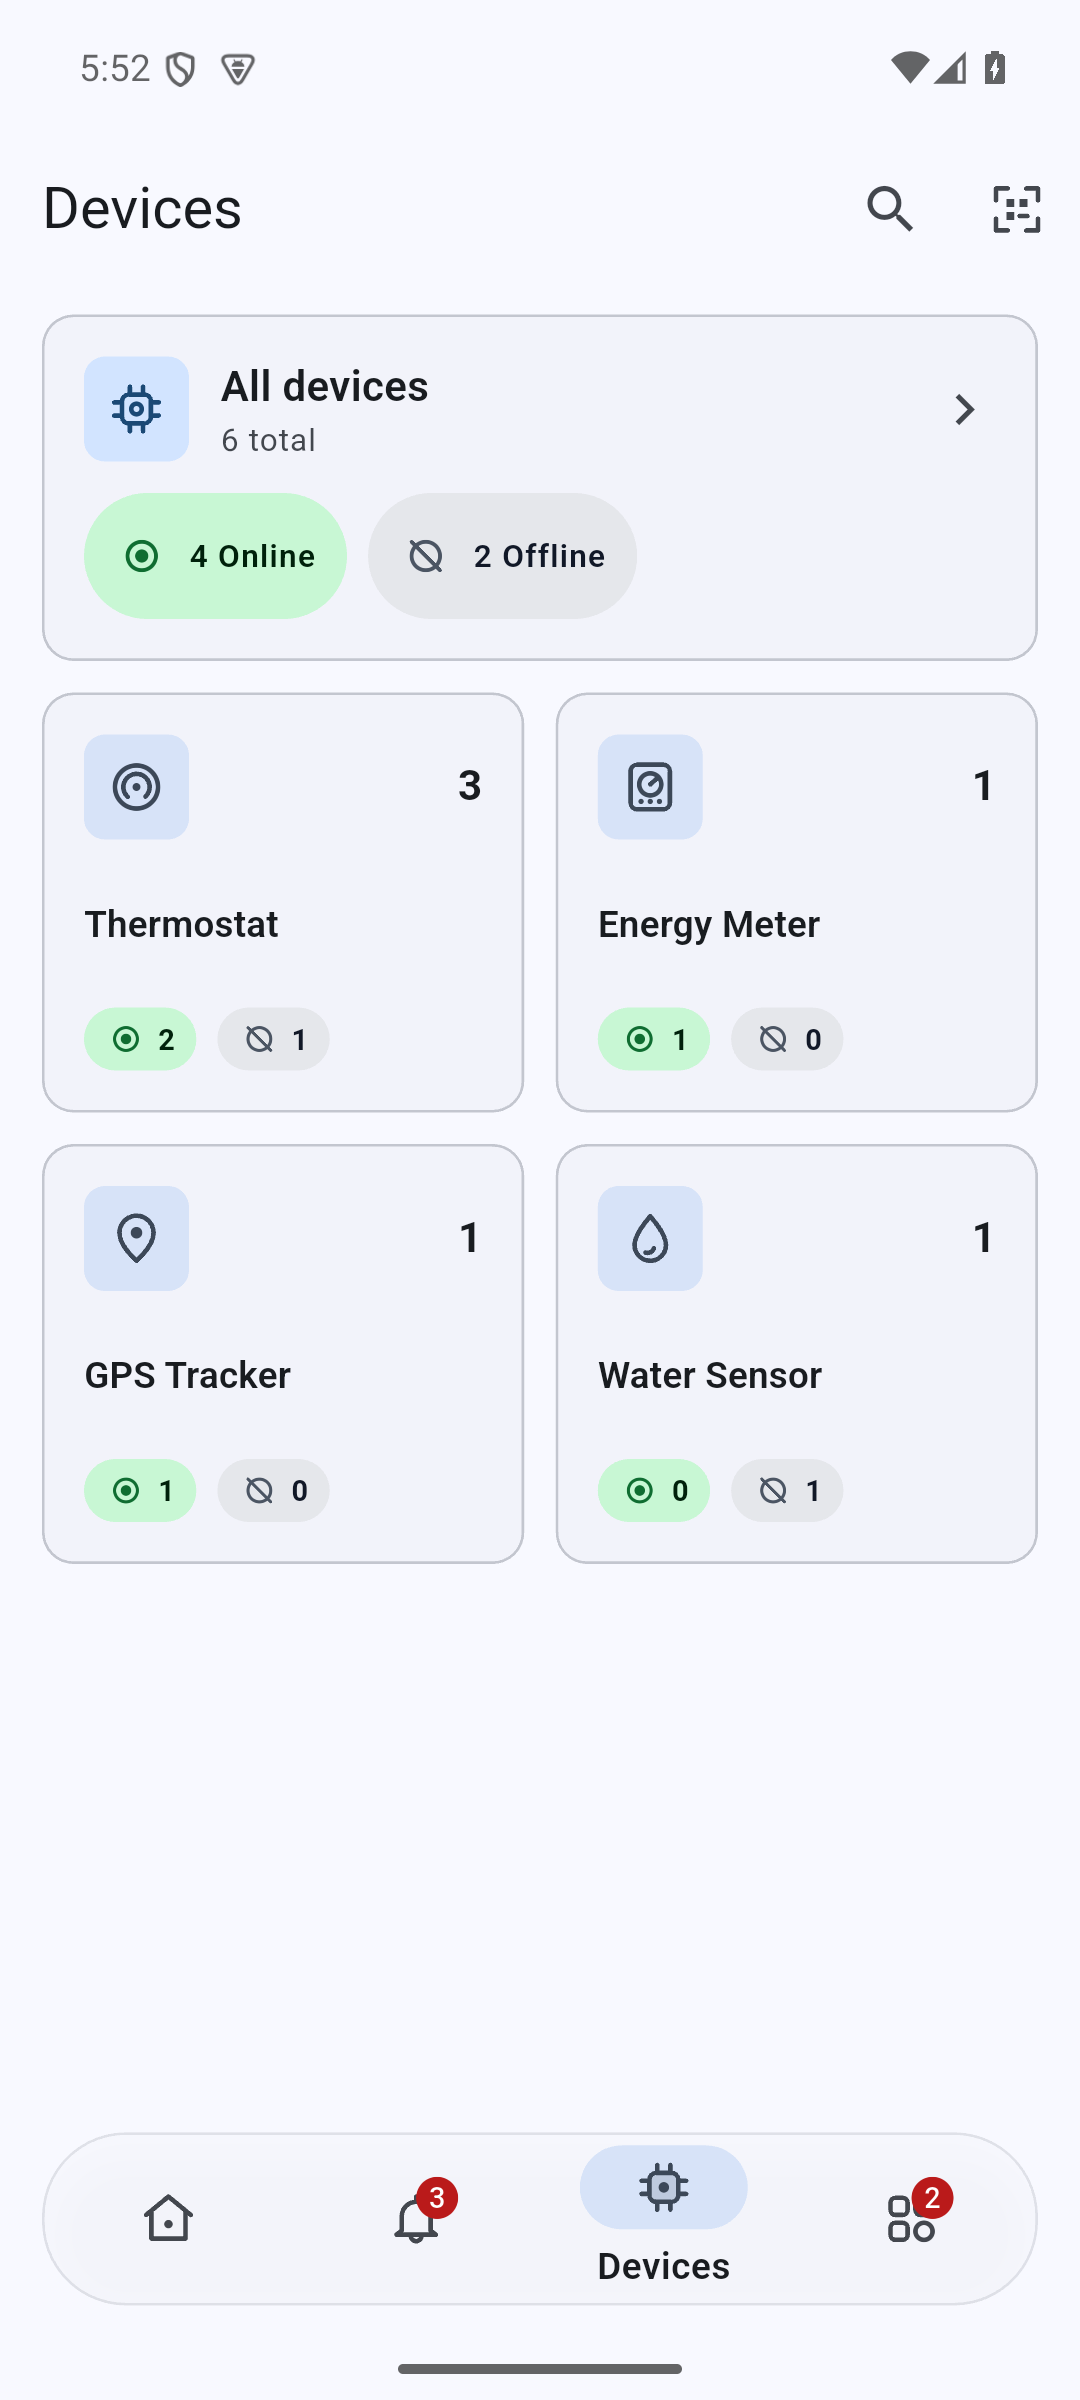 5:52
Devices
All devices
6 total
4 Online
2 Offline
3
1
Thermostat
Energy Meter
2
1
1
0
1
1
GPS Tracker
Water Sensor
1
0
0
1
3
2
Devices